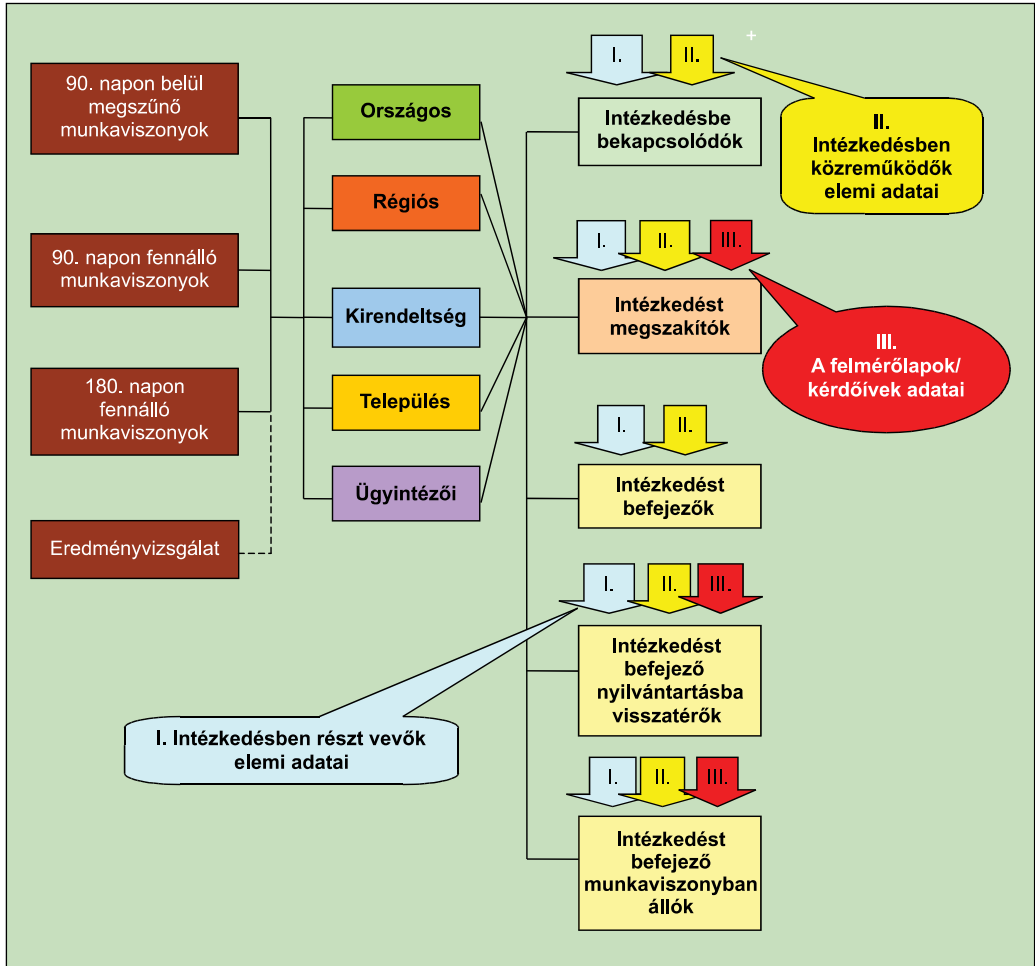 90. napon belül
megszűnő
munkaviszonyok
90. napon fennálló
munkaviszonyok
180. napon
fennálló
munkaviszonyok
Eredményvizsgálat
Országos
Régiós
Kirendeltség
Település
Ügyintézői
I.
II.
+
Intézkedésbe
bekapcsolódók
II.
Intézkedésben
közreműködők
elemi adatai
I.
II.
III.
Intézkedést
megszakítók
III.
A felmérőlapok/
kérdőívek adatai
I.
II.
Intézkedést
befejezők
I.
II.
III.
Intézkedést
befejező
nyilvántartásba
visszatérők
I. Intézkedésben részt vevők
elemi adatai
I.
II.
III.
Intézkedést
befejező
munkaviszonyban
állók